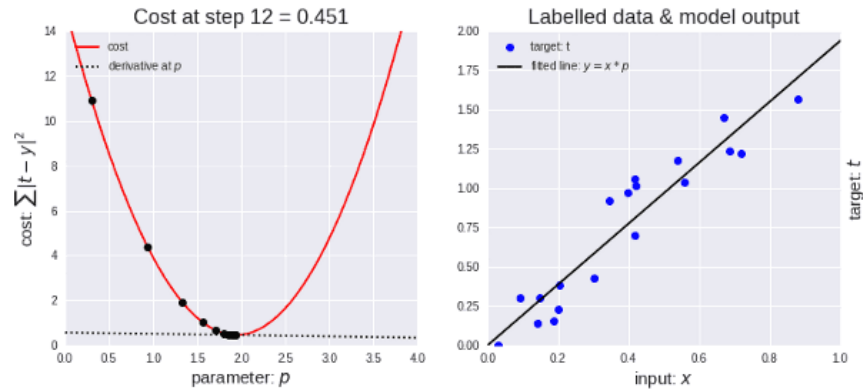 Cost at step 12 = 0.451
cost
derivative at p
14
12
10
8
6
4
2
0
0.0 0.5 1.0 1.5 2.0 2.5 3.0 3.5 4.0
cost: ∑|t − y|²
parameter: p
Labelled data & model output
target: t
fitted line: y = x * p
2.00
1.75
1.50
1.25
1.00
0.75
0.50
0.25
0.00
0.0 0.2 0.4 0.6 0.8 1.0
input: x
target: t